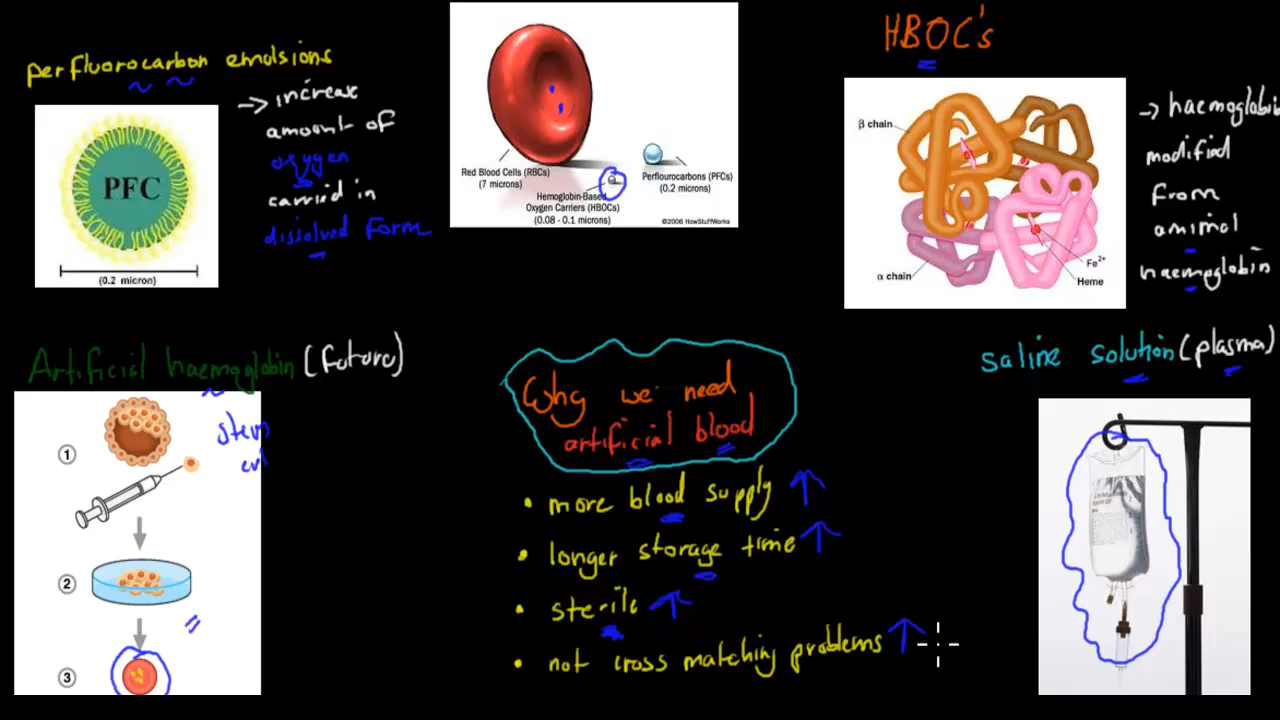 perfluorocarbon emulsions
→ increase
amount of
oxygen
carried in
dissolved form
PFC
(0.2 micron)
Red Blood Cells (RBCs)
(7 microns)
Hemoglobin-Based
Oxygen Carriers (HBOCs)
(0.08 - 0.1 microns)
Perflourocarbons (PFCs)
(0.2 microns)
©2006 HowStuffWorks
HBOC's
β chain
α chain
Fe2+
Heme
→ haemoglobin
modified
from
animal
haemoglobin
Artificial haemoglobin (future)
stem
1
2
3
Why we need
artificial blood
• more blood supply ↑
• longer storage time ↑
• sterile ↑
• not cross matching problems ↑
saline solution (plasma)